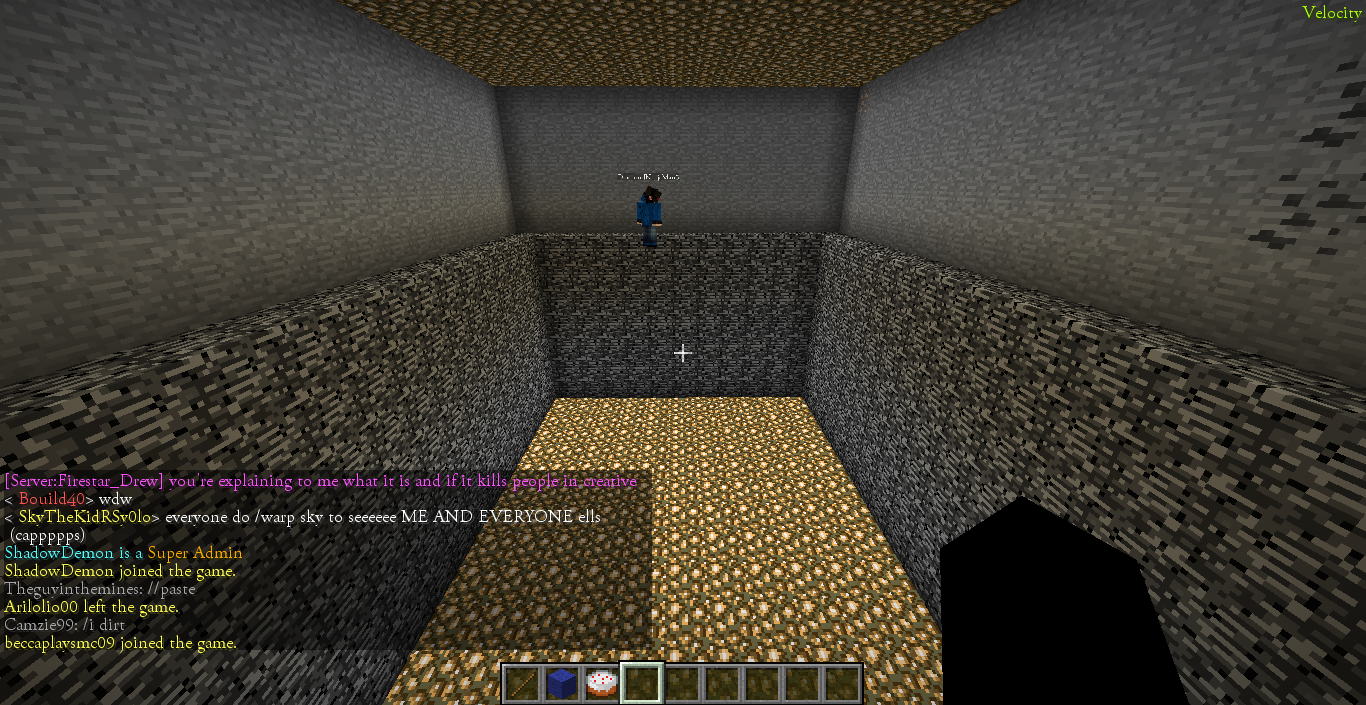 Velocity
[Server:Firestar_Drew] you're explaining to me what it is and if it kills people in creative
< Bouild40> wdw
< SkyTheKidRSy0lo> everyone do /warp sky to seeeeee ME AND EVERYONE ells
(cappppps)
ShadowDemon is a Super Admin
ShadowDemon joined the game.
Theguyinthemines: //paste
Arilolio00 left the game.
Camzie99: /i dirt
beccaplaysmc09 joined the game.